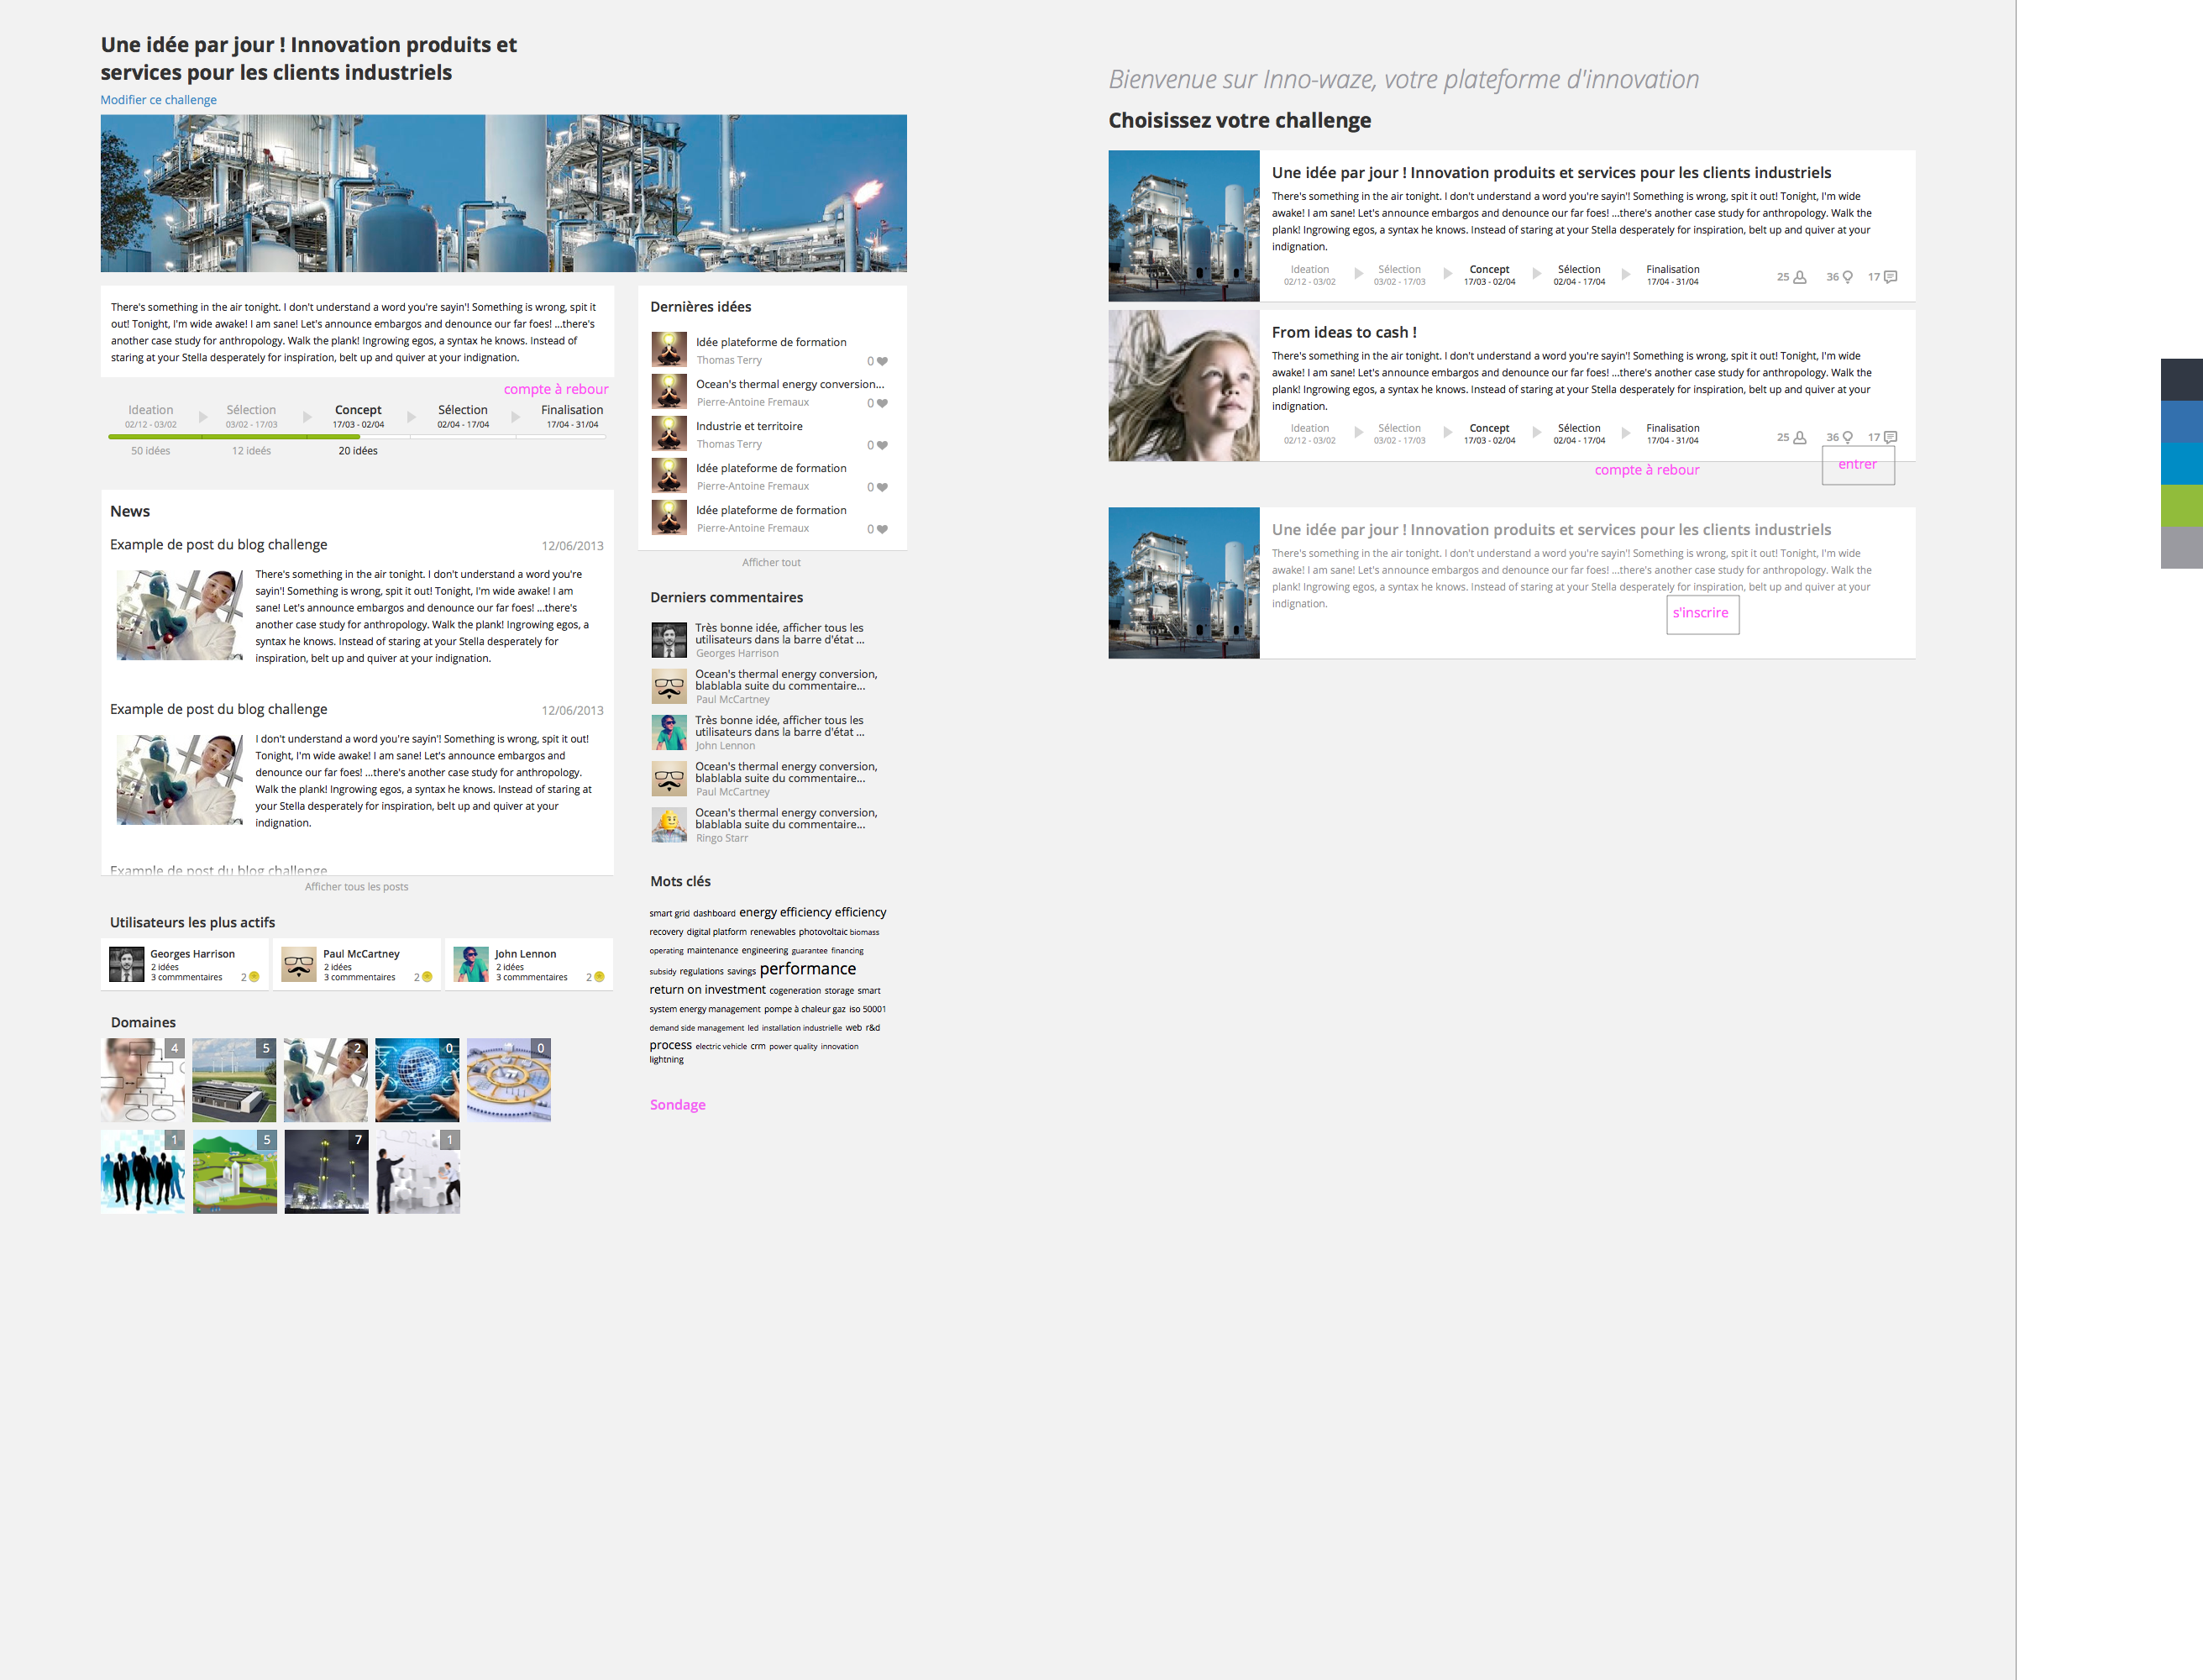 Une idée par jour ! Innovation produits et
services pour les clients industriels
Modifier ce challenge
There's something in the air tonight. I don't understand a word you're sayin'! Something is wrong, spit it
out! Tonight, I'm wide awake! I am sane! Let's announce embargos and denounce our far foes! ...there's
another case study for anthropology. Walk the plank! Ingrowing egos, a syntax he knows. Instead of
staring at your Stella desperately for inspiration, belt up and quiver at your indignation.
compte à rebour
Ideation Sélection Concept Sélection Finalisation
02/12 - 03/02 03/02 - 17/03 17/03 - 02/04 02/04 - 17/04 17/04 - 31/04
50 idées 12 ideés 20 idées
News
Example de post du blog challenge 12/06/2013
There's something in the air tonight. I don't understand a word you're
sayin'! Something is wrong, spit it out! Tonight, I'm wide awake! I am
sane! Let's announce embargos and denounce our far foes! ...there's
another case study for anthropology. Walk the plank! Ingrowing egos, a
syntax he knows. Instead of staring at your Stella desperately for
inspiration, belt up and quiver at your indignation.
Example de post du blog challenge 12/06/2013
I don't understand a word you're sayin'! Something is wrong, spit it out!
Tonight, I'm wide awake! I am sane! Let's announce embargos and
denounce our far foes! ...there's another case study for anthropology.
Walk the plank! Ingrowing egos, a syntax he knows. Instead of staring at
your Stella desperately for inspiration, belt up and quiver at your
indignation.
Example de post du blog challenge
Afficher tous les posts
Utilisateurs les plus actifs
Georges Harrison
2 idées
3 commmentaires 2
Paul McCartney
2 idées
3 commmentaires 2
John Lennon
2 idées
3 commmentaires 2
Domaines
4 5 2 0 0
1 5 7 1
Dernières idées
Idée plateforme de formation
Thomas Terry 0
Ocean's thermal energy conversion...
Pierre-Antoine Fremaux 0
Industrie et territoire
Thomas Terry 0
Idée plateforme de formation
Pierre-Antoine Fremaux 0
Idée plateforme de formation
Pierre-Antoine Fremaux 0
Afficher tout
Derniers commentaires
Très bonne idée, afficher tous les
utilisateurs dans la barre d'état ...
Georges Harrison
Ocean's thermal energy conversion,
blablabla suite du commentaire...
Paul McCartney
Très bonne idée, afficher tous les
utilisateurs dans la barre d'état ...
John Lennon
Ocean's thermal energy conversion,
blablabla suite du commentaire...
Paul McCartney
Ocean's thermal energy conversion,
blablabla suite du commentaire...
Ringo Starr
Mots clés
smart grid dashboard energy efficiency efficiency
recovery digital platform renewables photovoltaic biomass
operating maintenance engineering guarantee financing
subsidy regulations savings performance
return on investment cogeneration storage smart
system energy management pompe à chaleur gaz iso 50001
demand side management led installation industrielle web r&d
process electric vehicle crm power quality innovation
lightning
Sondage
Bienvenue sur Inno-waze, votre plateforme d'innovation
Choisissez votre challenge
Une idée par jour ! Innovation produits et services pour les clients industriels
There's something in the air tonight. I don't understand a word you're sayin'! Something is wrong, spit it out! Tonight, I'm wide
awake! I am sane! Let's announce embargos and denounce our far foes! ...there's another case study for anthropology. Walk the
plank! Ingrowing egos, a syntax he knows. Instead of staring at your Stella desperately for inspiration, belt up and quiver at your
indignation.
Ideation Sélection Concept Sélection Finalisation
02/12 - 03/02 03/02 - 17/03 17/03 - 02/04 02/04 - 17/04 17/04 - 31/04
25 36 17
From ideas to cash !
There's something in the air tonight. I don't understand a word you're sayin'! Something is wrong, spit it out! Tonight, I'm wide
awake! I am sane! Let's announce embargos and denounce our far foes! ...there's another case study for anthropology. Walk the
plank! Ingrowing egos, a syntax he knows. Instead of staring at your Stella desperately for inspiration, belt up and quiver at your
indignation.
Ideation Sélection Concept Sélection Finalisation
02/12 - 03/02 03/02 - 17/03 17/03 - 02/04 02/04 - 17/04 17/04 - 31/04
25 36 17
compte à rebour
entrer
Une idée par jour ! Innovation produits et services pour les clients industriels
There's something in the air tonight. I don't understand a word you're sayin'! Something is wrong, spit it out! Tonight, I'm wide
awake! I am sane! Let's announce embargos and denounce our far foes! ...there's another case study for anthropology. Walk the
plank! Ingrowing egos, a syntax he knows. Instead of staring at your Stella desperately for inspiration, belt up and quiver at your
indignation.
s'inscrire